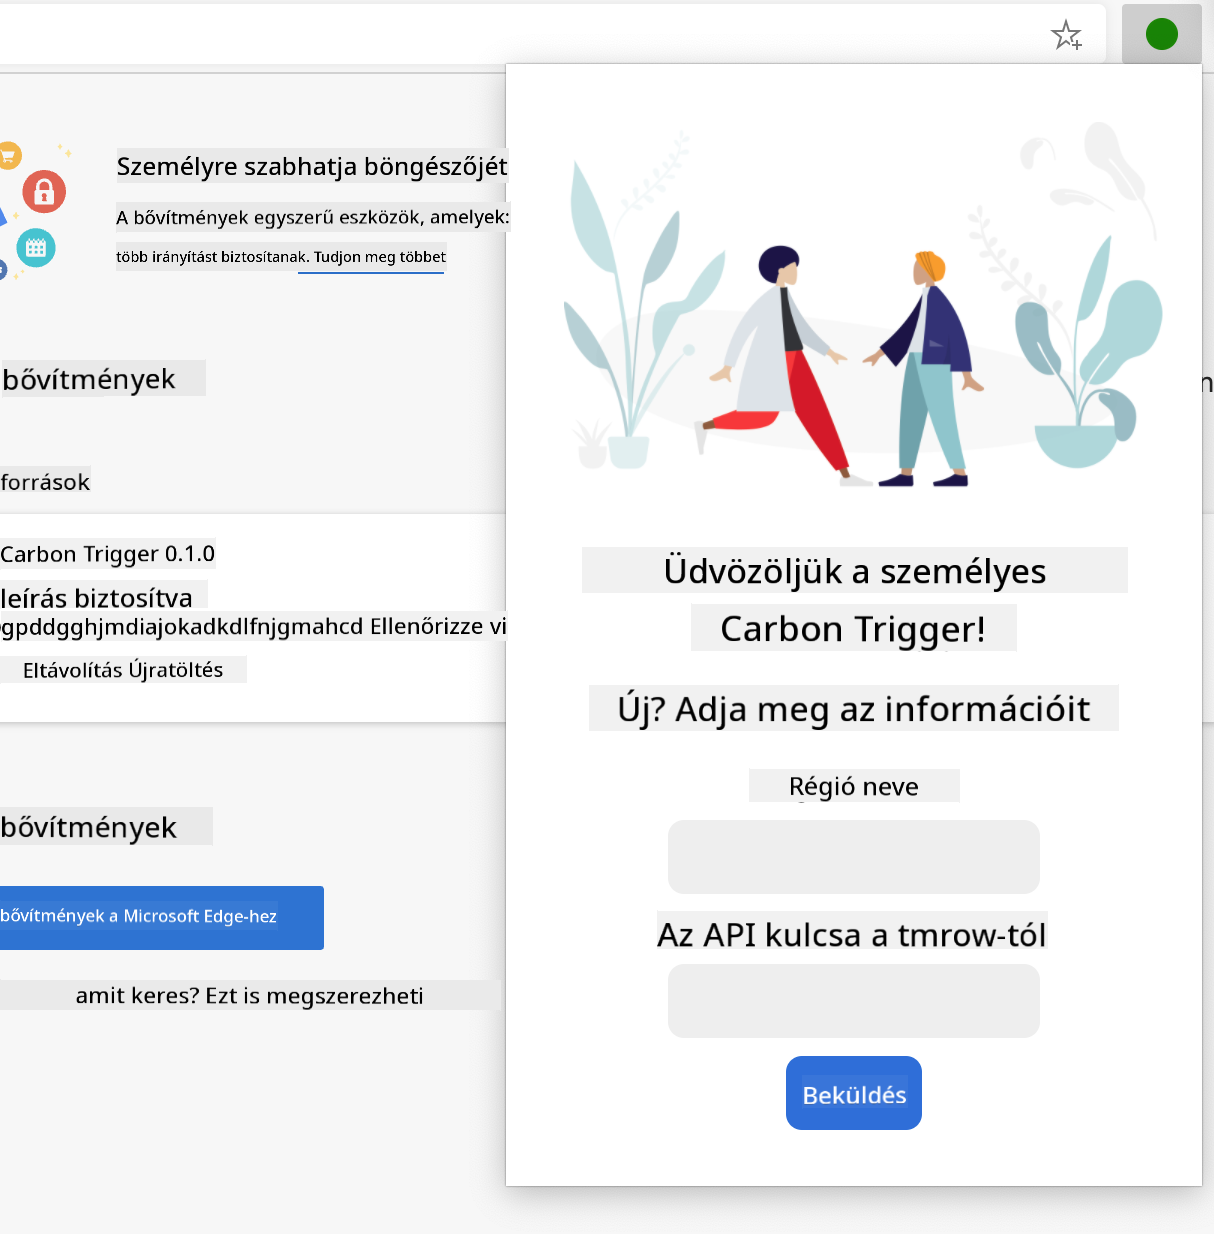 Személyre szabhatja böngészőjét
A bővítmények egyszerű eszközök, amelyek:
több irányítást biztosítanak. Tudjon meg többet
bővítmények
források
Carbon Trigger 0.1.0
leírás biztosítva
gpddgghjmdiajokadkdlfnjgmahcd Ellenőrizze vi
Eltávolítás Újratöltés
bővítmények
bővítmények a Microsoft Edge-hez
amit keres? Ezt is megszerezheti
Üdvözöljük a személyes
Carbon Trigger!
Új? Adja meg az információit
Régió neve
Az API kulcsa a tmrow-tól
Beküldés